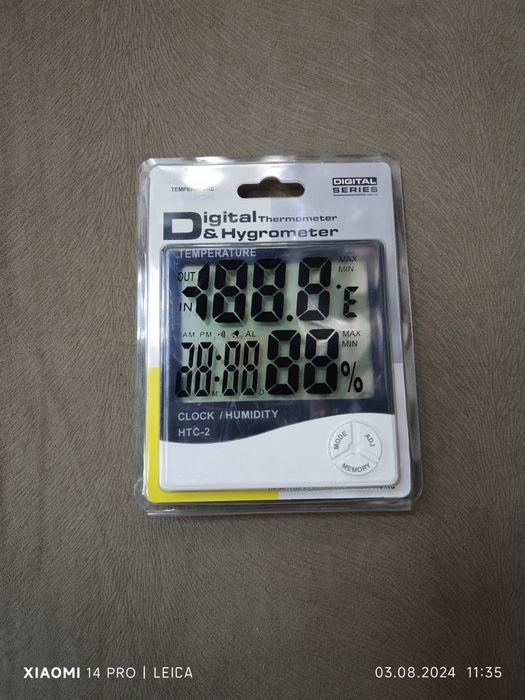 TEMPERATURE
DIGITAL
SERIES
Digital Thermometer
& Hygrometer
TEMPERATURE
OUT
MAX
MIN
IN
188.8°E
AM PM AL
MAX
MIN
88:88
88%
M D
CLOCK / HUMIDITY
HTC-2
MODE
ADJ
MEMORY
XIAOMI 14 PRO | LEICA
03.08.2024 11:35